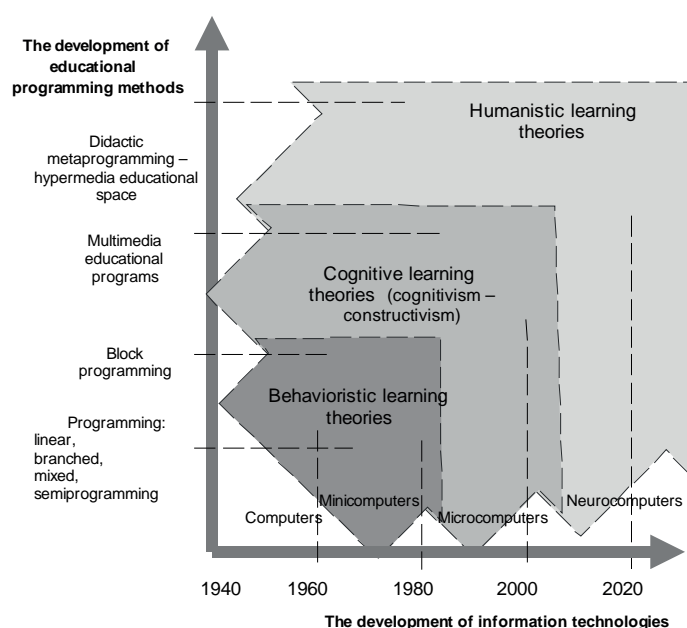 The development of
educational
programming methods
Humanistic learning
theories
Didactic
metaprogramming –
hypermedia educational
space
Multimedia
educational
programs
Cognitive learning
theories (cognitivism –
constructivism)
Block
programming
Behavioristic learning
theories
Programming:
linear,
branched,
mixed,
semiprogramming
Computers
Minicomputers
Microcomputers
Neurocomputers
1940 1960 1980 2000 2020
The development of information technologies